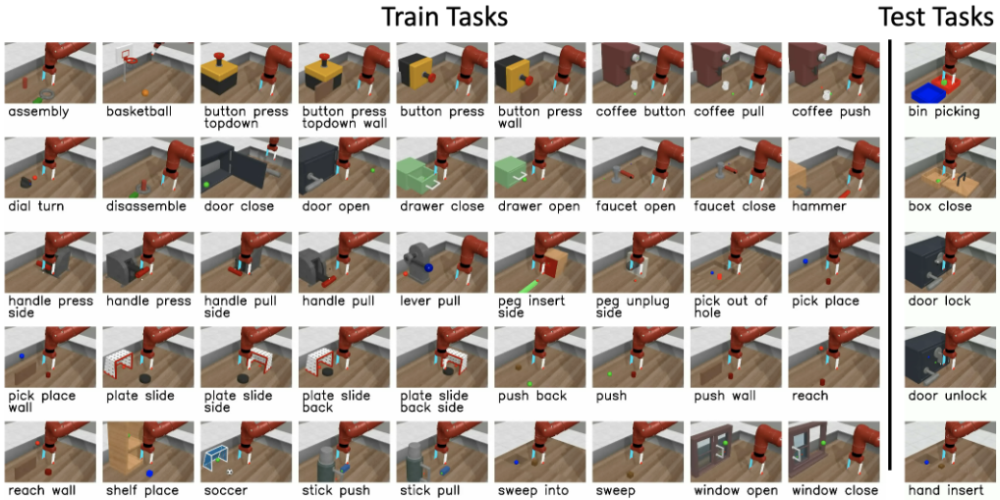 Train Tasks
Test Tasks
assembly
basketball
button press
topdown
button press
topdown wall
button press
button press
wall
coffee button
coffee pull
coffee push
bin picking
dial turn
disassemble
door close
door open
drawer close
drawer open
faucet open
faucet close
hammer
box close
handle press
side
handle press
handle pull
side
handle pull
lever pull
peg insert
side
peg unplug
side
pick out of
hole
pick place
door lock
pick place
wall
plate slide
plate slide
side
plate slide
back
plate slide
back side
push back
push
push wall
reach
door unlock
reach wall
shelf place
soccer
stick push
stick pull
sweep into
sweep
window open
window close
hand insert